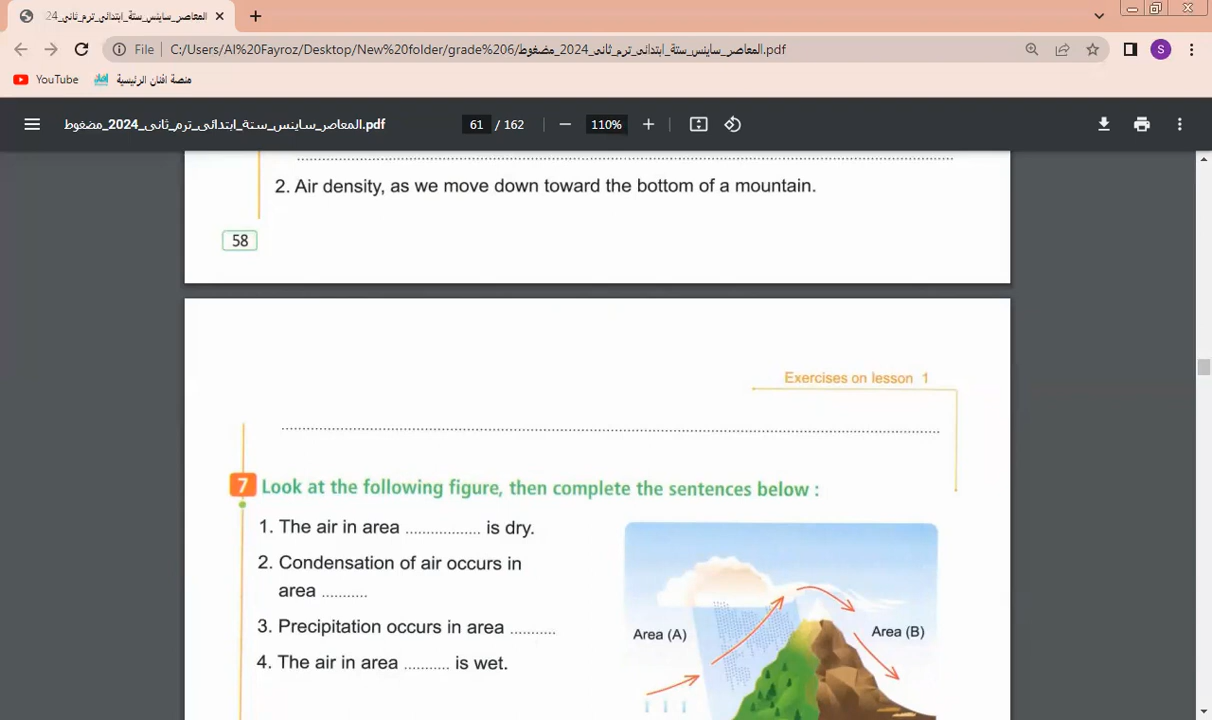 المعاصر_ساينس_ستة_ابتدائى_ترم_ثانى_24
File C:/Users/Al%20Fayroz/Desktop/New%20folder/grade%206/المعاصر_ساينس_ستة_ابتدائى_ترم_ثانى_2024_مضغوط.pdf
S
YouTube منصة افنان الرئيسية
المعاصر_ساينس_ستة_ابتدائى_ترم_ثانى_2024_مضغوط.pdf 61 / 162 110%
2. Air density, as we move down toward the bottom of a mountain.
58
Exercises on lesson 1
7 Look at the following figure, then complete the sentences below :
1. The air in area .................. is dry.
2. Condensation of air occurs in
area ...........
3. Precipitation occurs in area ...........
4. The air in area ........... is wet.
Area (A)
Area (B)